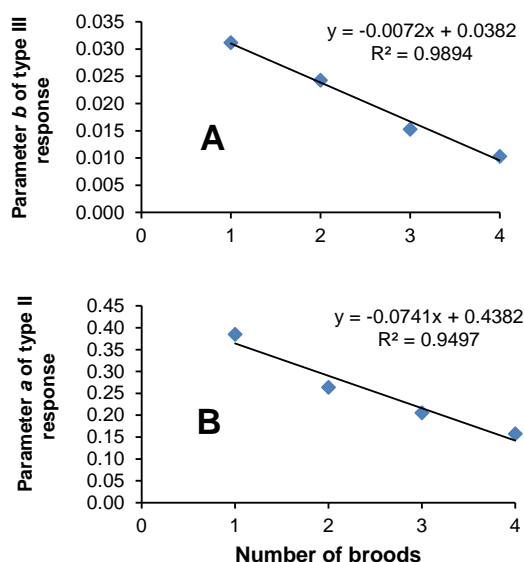 Parameter b of type III
response
0.035
0.030
0.025
0.020
0.015
0.010
0.005
0.000
y = -0.0072x + 0.0382
R² = 0.9894
A
0 1 2 3 4
Parameter a of type II
response
0.45
0.40
0.35
0.30
0.25
0.20
0.15
0.10
0.05
0.00
y = -0.0741x + 0.4382
R² = 0.9497
B
0 1 2 3 4
Number of broods